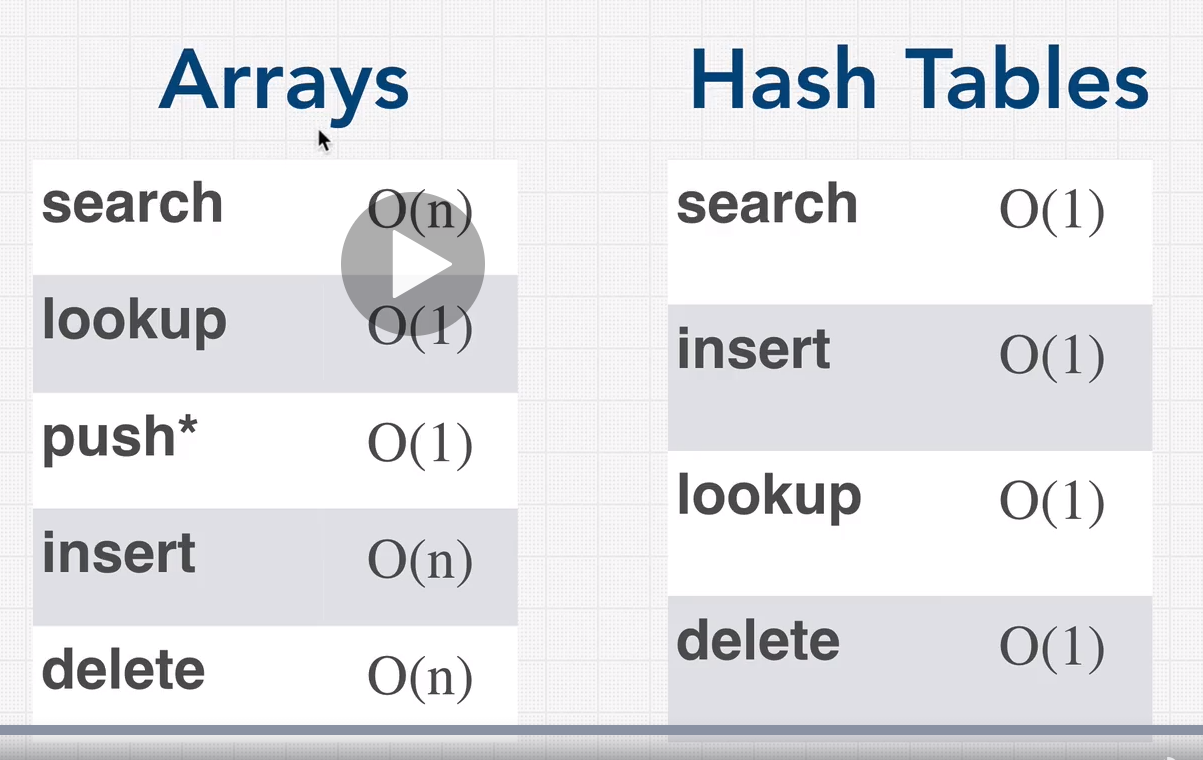 Arrays
search O(n)
lookup O(1)
push* O(1)
insert O(n)
delete O(n)
Hash Tables
search O(1)
insert O(1)
lookup O(1)
delete O(1)